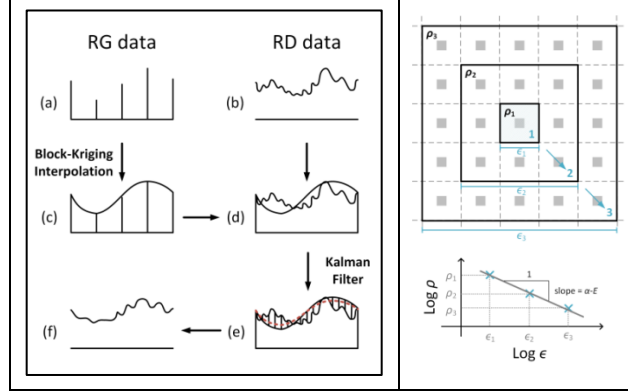 RG data
RD data
(a)
(b)
Block-Kriging
Interpolation
(c)
(d)
Kalman
Filter
(f)
(e)
ρ₃
ρ₂
ρ₁
1
ϵ₁
2
ϵ₂
3
ϵ₃
Log ρ
ρ₁
ρ₂
ρ₃
1
slope = α-E
ϵ₁
ϵ₂
ϵ₃
Log ϵ